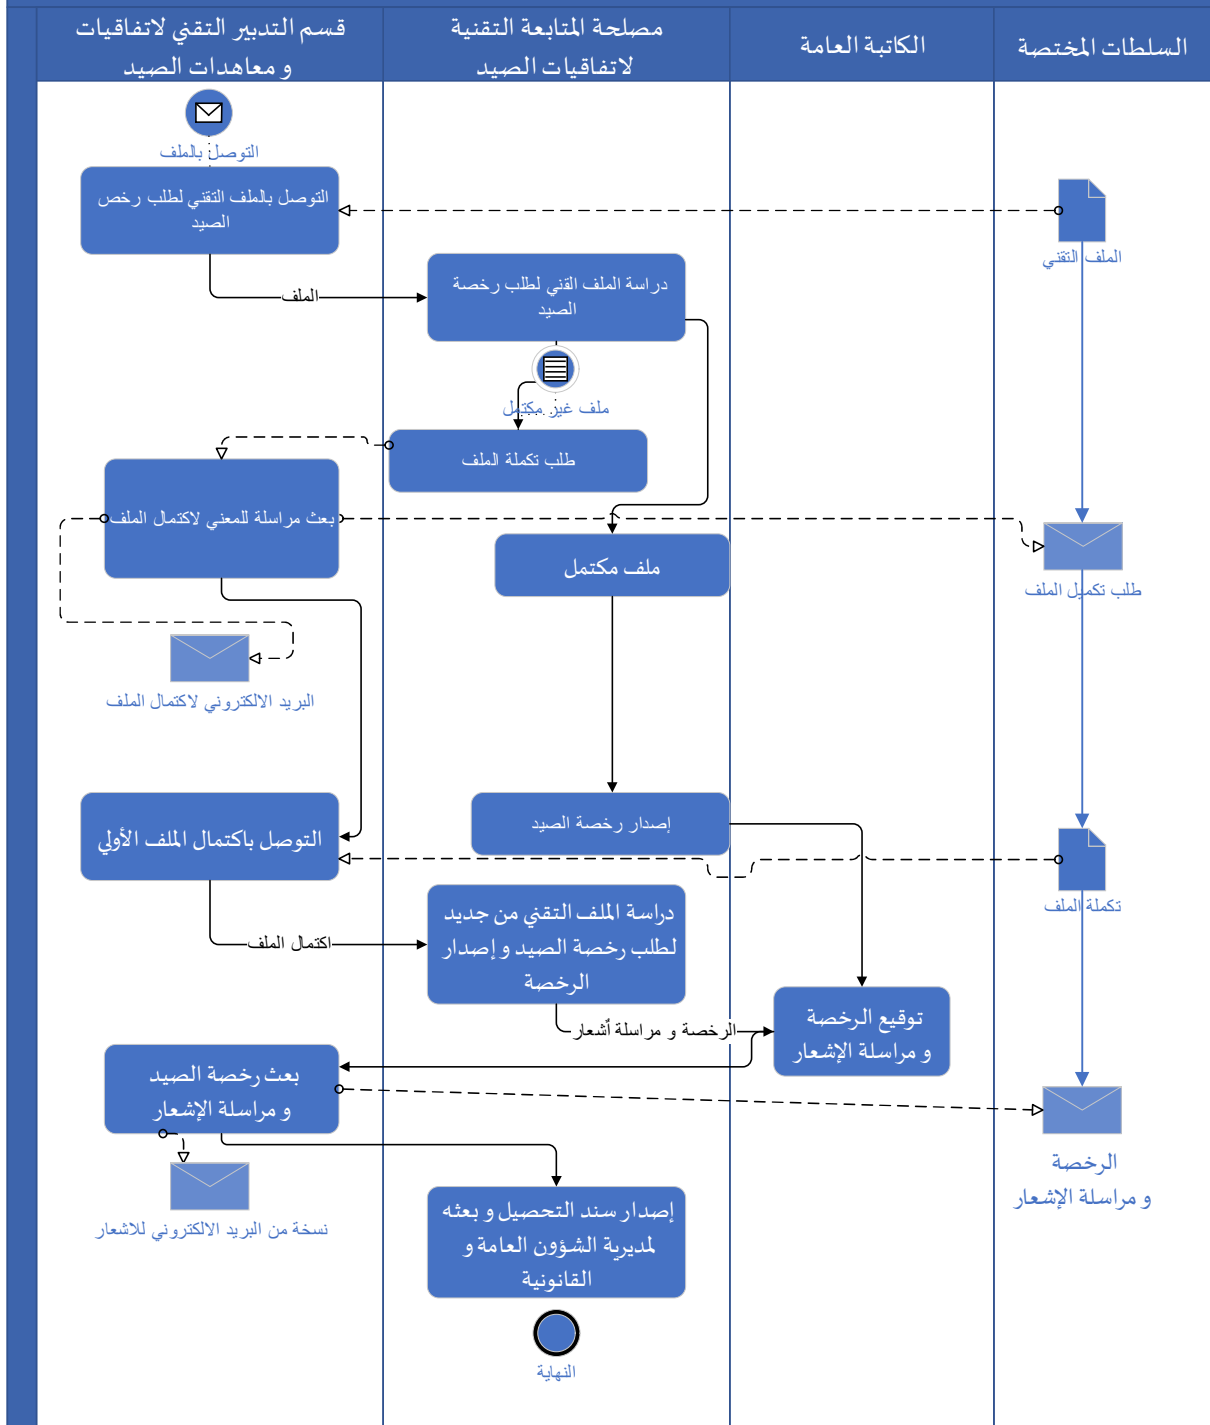 السلطات المختصة
الكاتبة العامة
مصلحة المتابعة التقنية
لاتفاقيات الصيد
قسم التدبير التقني لاتفاقيات
و معاهدات الصيد
التوصل بالملف
التوصل بالملف التقني لطلب رخص
الصيد
الملف التقني
دراسة الملف القني لطلب رخصة
الصيد
الملف
ملف غير مكتمل
طلب تكملة الملف
بعث مراسلة للمعني لاكتمال الملف
ملف مكتمل
طلب تكميل الملف
البريد الالكتروني لاكتمال الملف
إصدار رخصة الصيد
التوصل باكتمال الملف الأولي
تكملة الملف
دراسة الملف التقني من جديد
لطلب رخصة الصيد و إصدار
الرخصة
اكتمال الملف
توقيع الرخصة
و مراسلة الإشعار
الرخصة و مراسلة أشعار
بعث رخصة الصيد
و مراسلة الإشعار
الرخصة
و مراسلة الإشعار
نسخة من البريد الالكتروني للاشعار
إصدار سند التحصيل و بعثه
لمديرية الشؤون العامة و
القانونية
النهاية